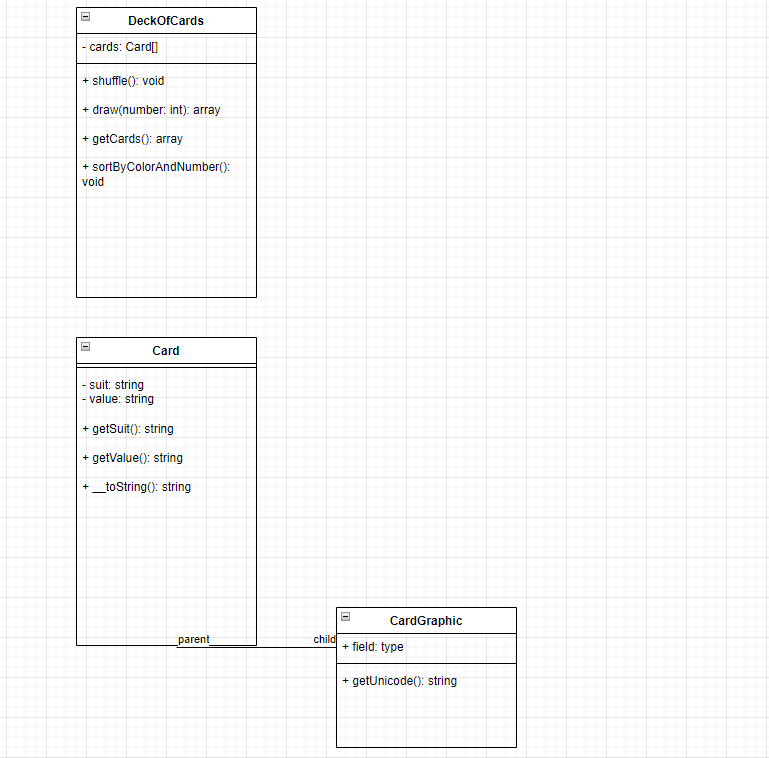 DeckOfCards
- cards: Card[]
+ shuffle(): void
+ draw(number: int): array
+ getCards(): array
+ sortByColorAndNumber():
void
Card
- suit: string
- value: string
+ getSuit(): string
+ getValue(): string
+ __toString(): string
parent
child
CardGraphic
+ field: type
+ getUnicode(): string